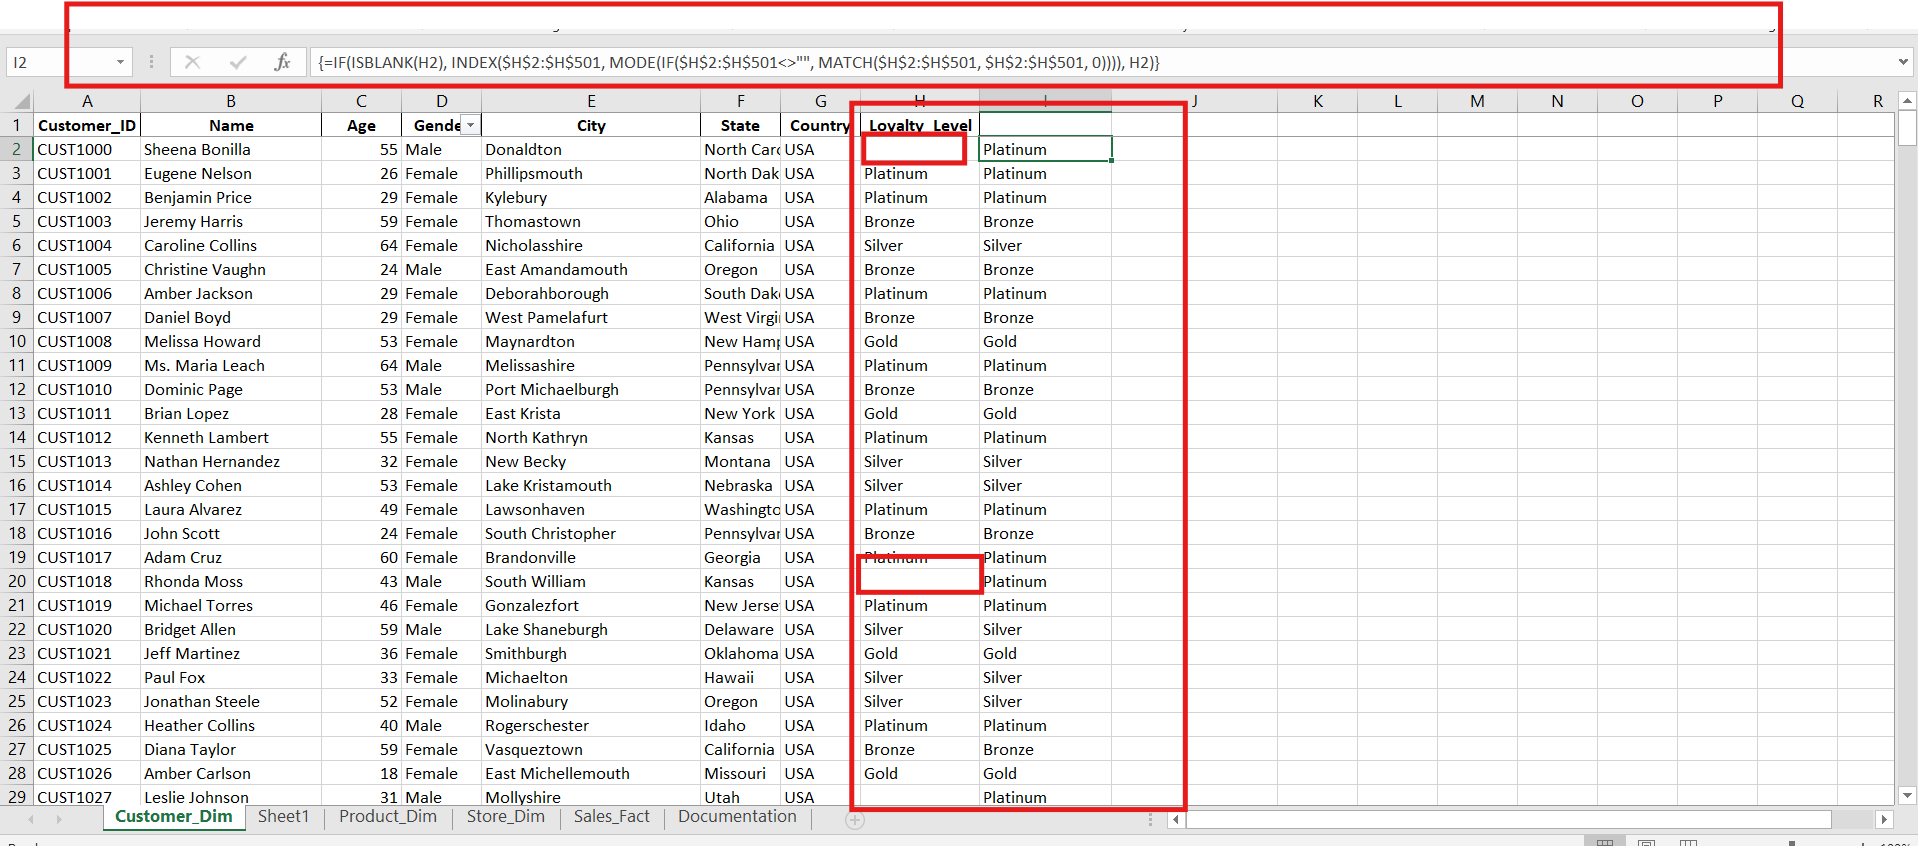 I2 {=IF(ISBLANK(H2), INDEX($H$2:$H$501, MODE(IF($H$2:$H$501<>"", MATCH($H$2:$H$501, $H$2:$H$501, 0)))), H2)}
A B C D E F G H I J K L M N O P Q R
1 Customer_ID Name Age Gende City State Country Loyalty_Level
2 CUST1000 Sheena Bonilla 55 Male Donaldton North Carc USA Platinum
3 CUST1001 Eugene Nelson 26 Female Phillipsmouth North Dak USA Platinum Platinum
4 CUST1002 Benjamin Price 29 Female Kylebury Alabama USA Platinum Platinum
5 CUST1003 Jeremy Harris 59 Female Thomastown Ohio USA Bronze Bronze
6 CUST1004 Caroline Collins 64 Female Nicholasshire California USA Silver Silver
7 CUST1005 Christine Vaughn 24 Male East Amandamouth Oregon USA Bronze Bronze
8 CUST1006 Amber Jackson 29 Female Deborahborough South Dak USA Platinum Platinum
9 CUST1007 Daniel Boyd 29 Female West Pamelafurt West Virgi USA Bronze Bronze
10 CUST1008 Melissa Howard 53 Female Maynardton New Hamp USA Gold Gold
11 CUST1009 Ms. Maria Leach 64 Male Melissashire Pennsylvar USA Platinum Platinum
12 CUST1010 Dominic Page 53 Male Port Michaelburgh Pennsylvar USA Bronze Bronze
13 CUST1011 Brian Lopez 28 Female East Krista New York USA Gold Gold
14 CUST1012 Kenneth Lambert 55 Female North Kathryn Kansas USA Platinum Platinum
15 CUST1013 Nathan Hernandez 32 Female New Becky Montana USA Silver Silver
16 CUST1014 Ashley Cohen 53 Female Lake Kristamouth Nebraska USA Silver Silver
17 CUST1015 Laura Alvarez 49 Female Lawsonhaven Washingto USA Platinum Platinum
18 CUST1016 John Scott 24 Female South Christopher Pennsylvar USA Bronze Bronze
19 CUST1017 Adam Cruz 60 Female Brandonville Georgia USA Platinum Platinum
20 CUST1018 Rhonda Moss 43 Male South William Kansas USA Platinum
21 CUST1019 Michael Torres 46 Female Gonzalezfort New Jerse USA Platinum Platinum
22 CUST1020 Bridget Allen 59 Male Lake Shaneburgh Delaware USA Silver Silver
23 CUST1021 Jeff Martinez 36 Female Smithburgh Oklahoma USA Gold Gold
24 CUST1022 Paul Fox 33 Female Michaelton Hawaii USA Silver Silver
25 CUST1023 Jonathan Steele 52 Female Molinabury Oregon USA Silver Silver
26 CUST1024 Heather Collins 40 Male Rogerschester Idaho USA Platinum Platinum
27 CUST1025 Diana Taylor 59 Female Vasqueztown California USA Bronze Bronze
28 CUST1026 Amber Carlson 18 Female East Michellemouth Missouri USA Gold Gold
29 CUST1027 Leslie Johnson 31 Male Mollyshire Utah USA Platinum
Customer_Dim Sheet1 Product_Dim Store_Dim Sales_Fact Documentation